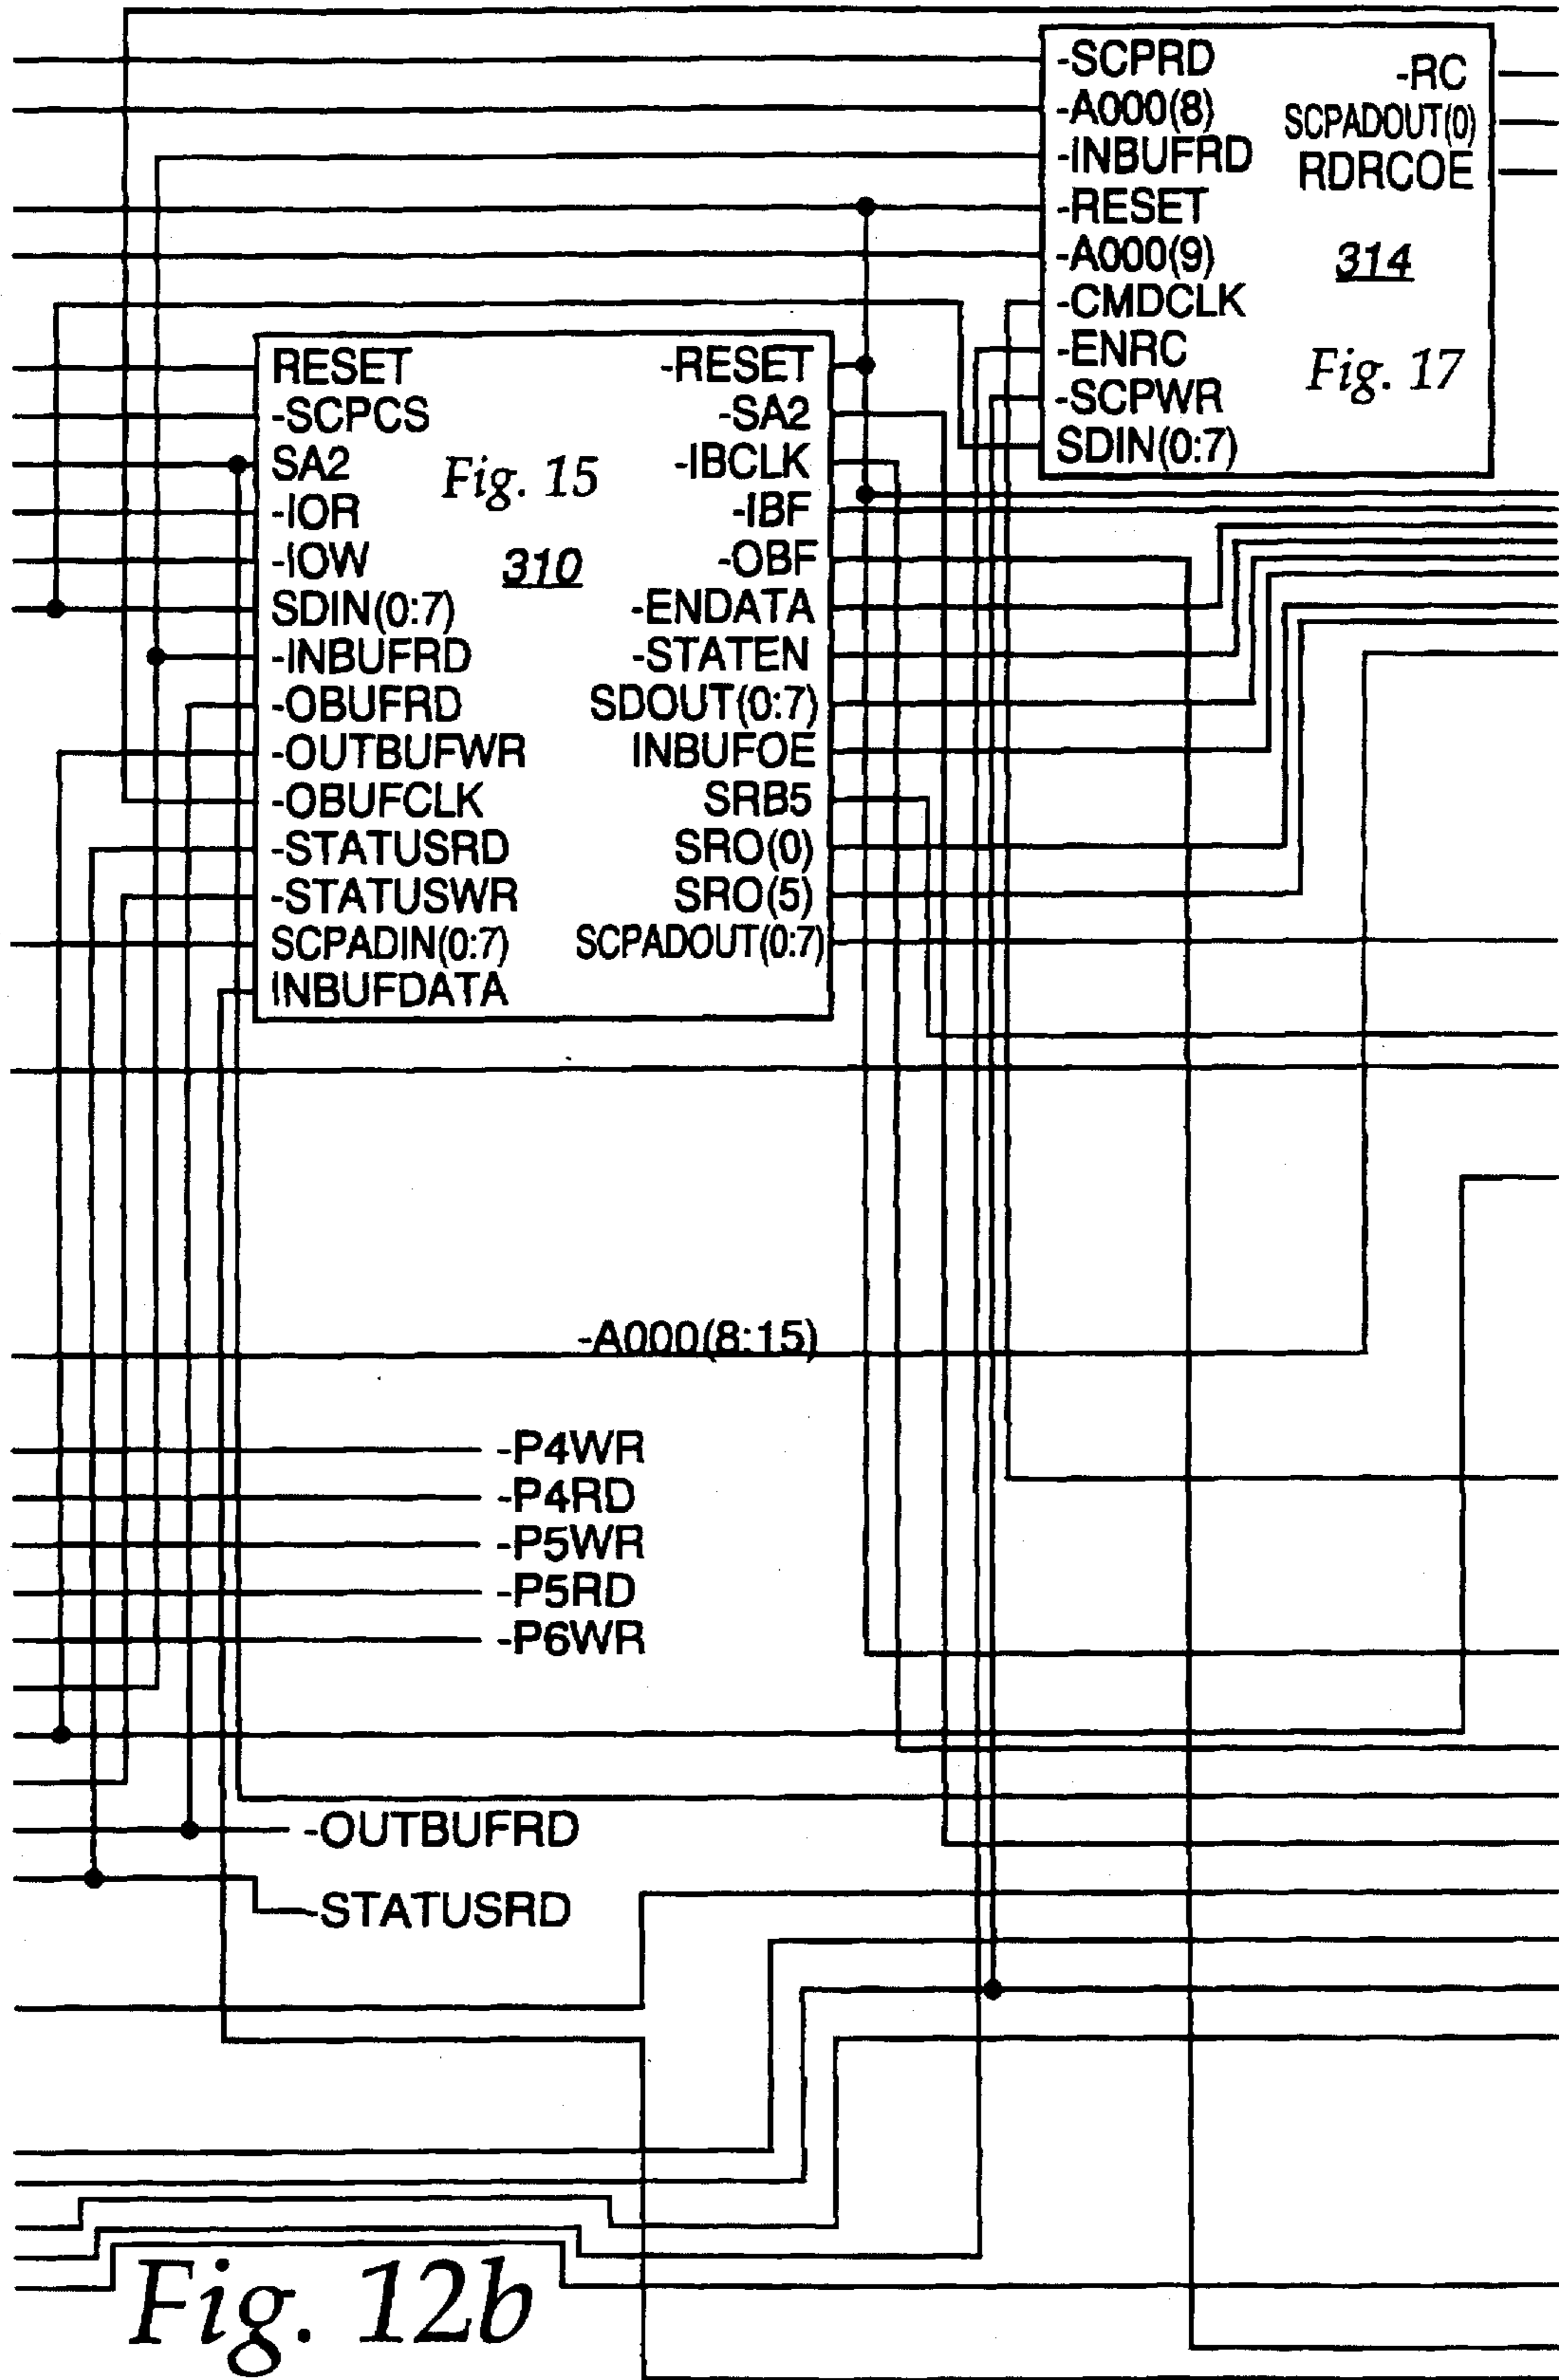 -SCPRD
-A000(8)
-INBUFRD
-RESET
-A000(9)
-CMDCLK
-ENRC
-SCPWR
SDIN(0:7)
-RC
SCPADOUT(0)
RDRCOE
314
Fig. 17
RESET
-SCPCS
SA2
-IOR
-IOW
SDIN(0:7)
-INBUFRD
-OBUFRD
-OUTBUFWR
-OBUFCLK
-STATUSRD
-STATUSWR
SCPADIN(0:7)
INBUFDATA
Fig. 15
310
-RESET
-SA2
-IBCLK
-IBF
-OBF
-ENDATA
-STATEN
SDOUT(0:7)
INBUFOE
SRB5
SRO(0)
SRO(5)
SCPADOUT(0:7)
-A000(8:15)
-P4WR
-P4RD
-P5WR
-P5RD
-P6WR
-OUTBUFRD
-STATUSRD
Fig. 12b